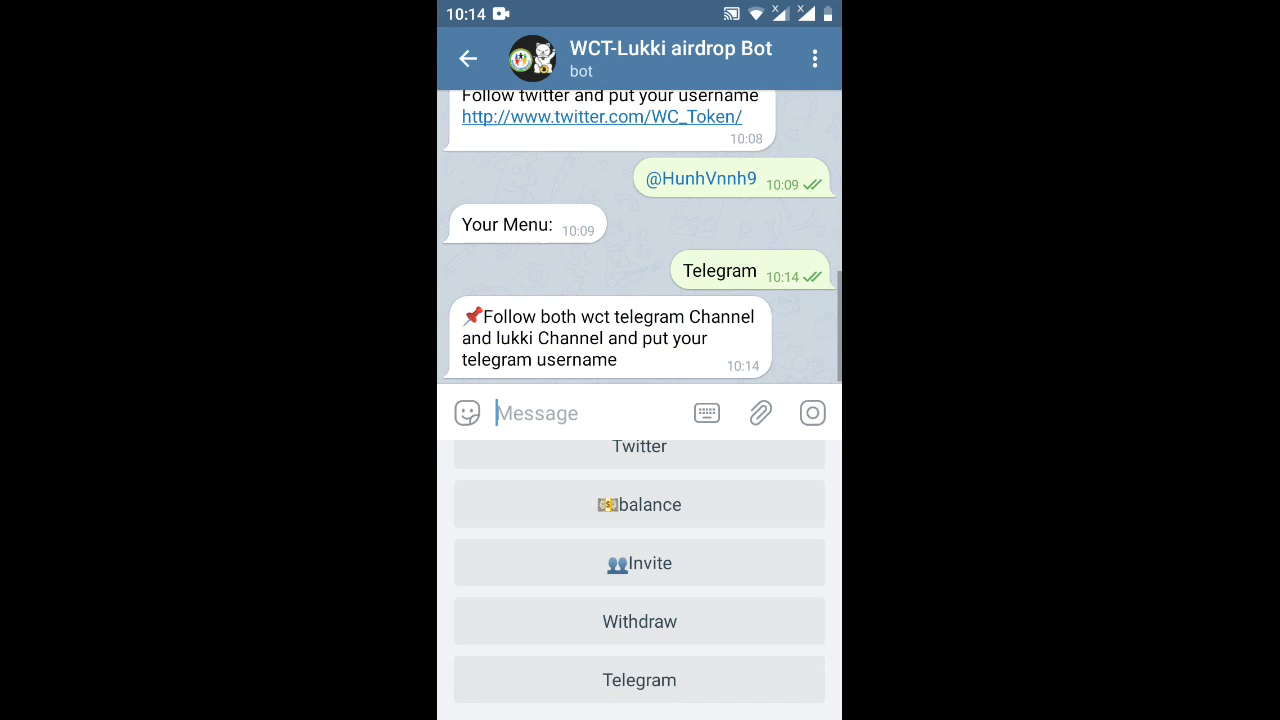 10:14
WCT-Lukki airdrop Bot
bot
Follow twitter and put your username
http://www.twitter.com/WC_Token/
10:08
@HunhVnnh9 10:09
Your Menu: 10:09
Telegram 10:14
📌Follow both wct telegram Channel
and lukki Channel and put your
telegram username
10:14
Message
Twitter
💵balance
👥Invite
Withdraw
Telegram